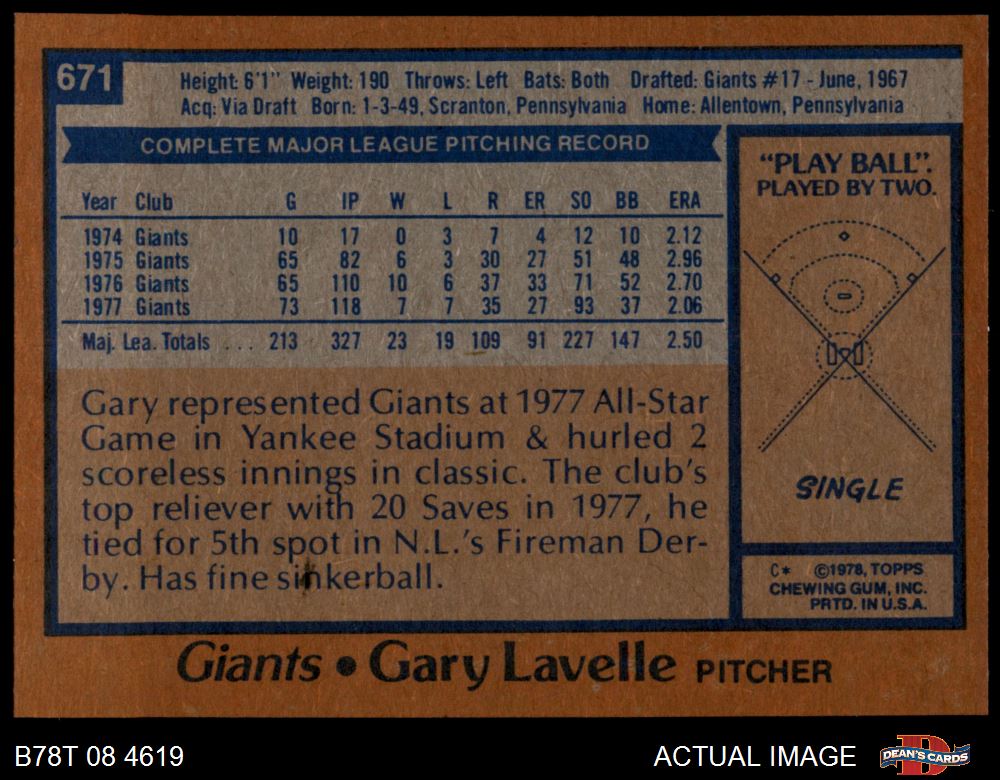 671
Height: 6'1" Weight: 190 Throws: Left Bats: Both Drafted: Giants #17 - June, 1967
Acq: Via Draft Born: 1-3-49, Scranton, Pennsylvania Home: Allentown, Pennsylvania
COMPLETE MAJOR LEAGUE PITCHING RECORD
Year Club G IP W L R ER SO BB ERA
1974 Giants 10 17 0 3 7 4 12 10 2.12
1975 Giants 65 82 6 3 30 27 51 48 2.96
1976 Giants 65 110 10 6 37 33 71 52 2.70
1977 Giants 73 118 7 7 35 27 93 37 2.06
Maj. Lea. Totals ... 213 327 23 19 109 91 227 147 2.50
Gary represented Giants at 1977 All-Star
Game in Yankee Stadium & hurled 2
scoreless innings in classic. The club's
top reliever with 20 Saves in 1977, he
tied for 5th spot in N.L.'s Fireman Der-
by. Has fine sinkerball.
"PLAY BALL".
PLAYED BY TWO.
SINGLE
C* ©1978, TOPPS
CHEWING GUM, INC.
PRTD. IN U.S.A.
Giants • Gary Lavelle PITCHER
B78T 08 4619
ACTUAL IMAGE
DEAN'S CARDS